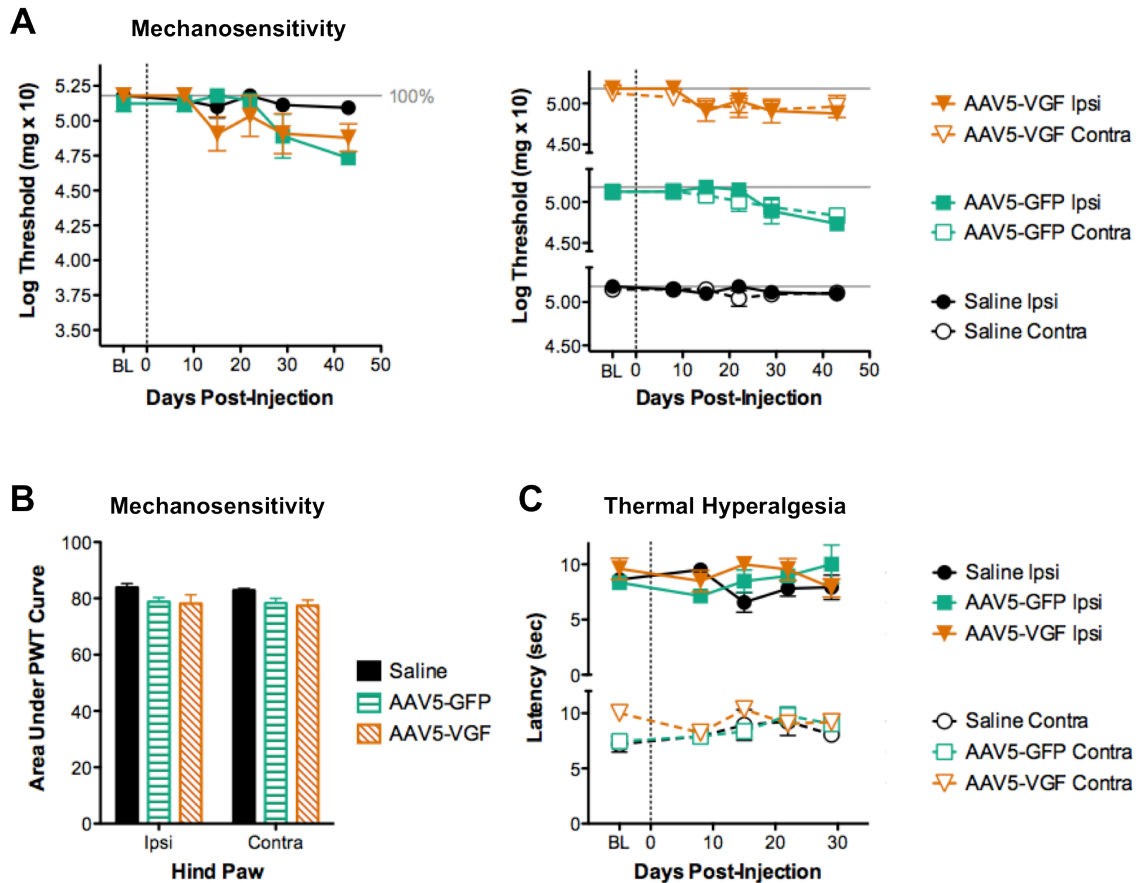 A
Mechanosensitivity
Log Threshold (mg x 10)
5.25
5.00
4.75
4.50
4.25
4.00
3.75
3.50
100%
BL 0 10 20 30 40 50
Days Post-Injection
Log Threshold (mg x 10)
5.00
4.50
5.00
4.50
5.00
4.50
BL 0 10 20 30 40 50
Days Post-Injection
AAV5-VGF Ipsi
AAV5-VGF Contra
AAV5-GFP Ipsi
AAV5-GFP Contra
Saline Ipsi
Saline Contra
B
Mechanosensitivity
Area Under PWT Curve
100
80
60
40
20
0
Ipsi Contra
Hind Paw
Saline
AAV5-GFP
AAV5-VGF
C
Thermal Hyperalgesia
Latency (sec)
10
5
0
10
5
0
BL 0 10 20 30
Days Post-Injection
Saline Ipsi
AAV5-GFP Ipsi
AAV5-VGF Ipsi
Saline Contra
AAV5-GFP Contra
AAV5-VGF Contra